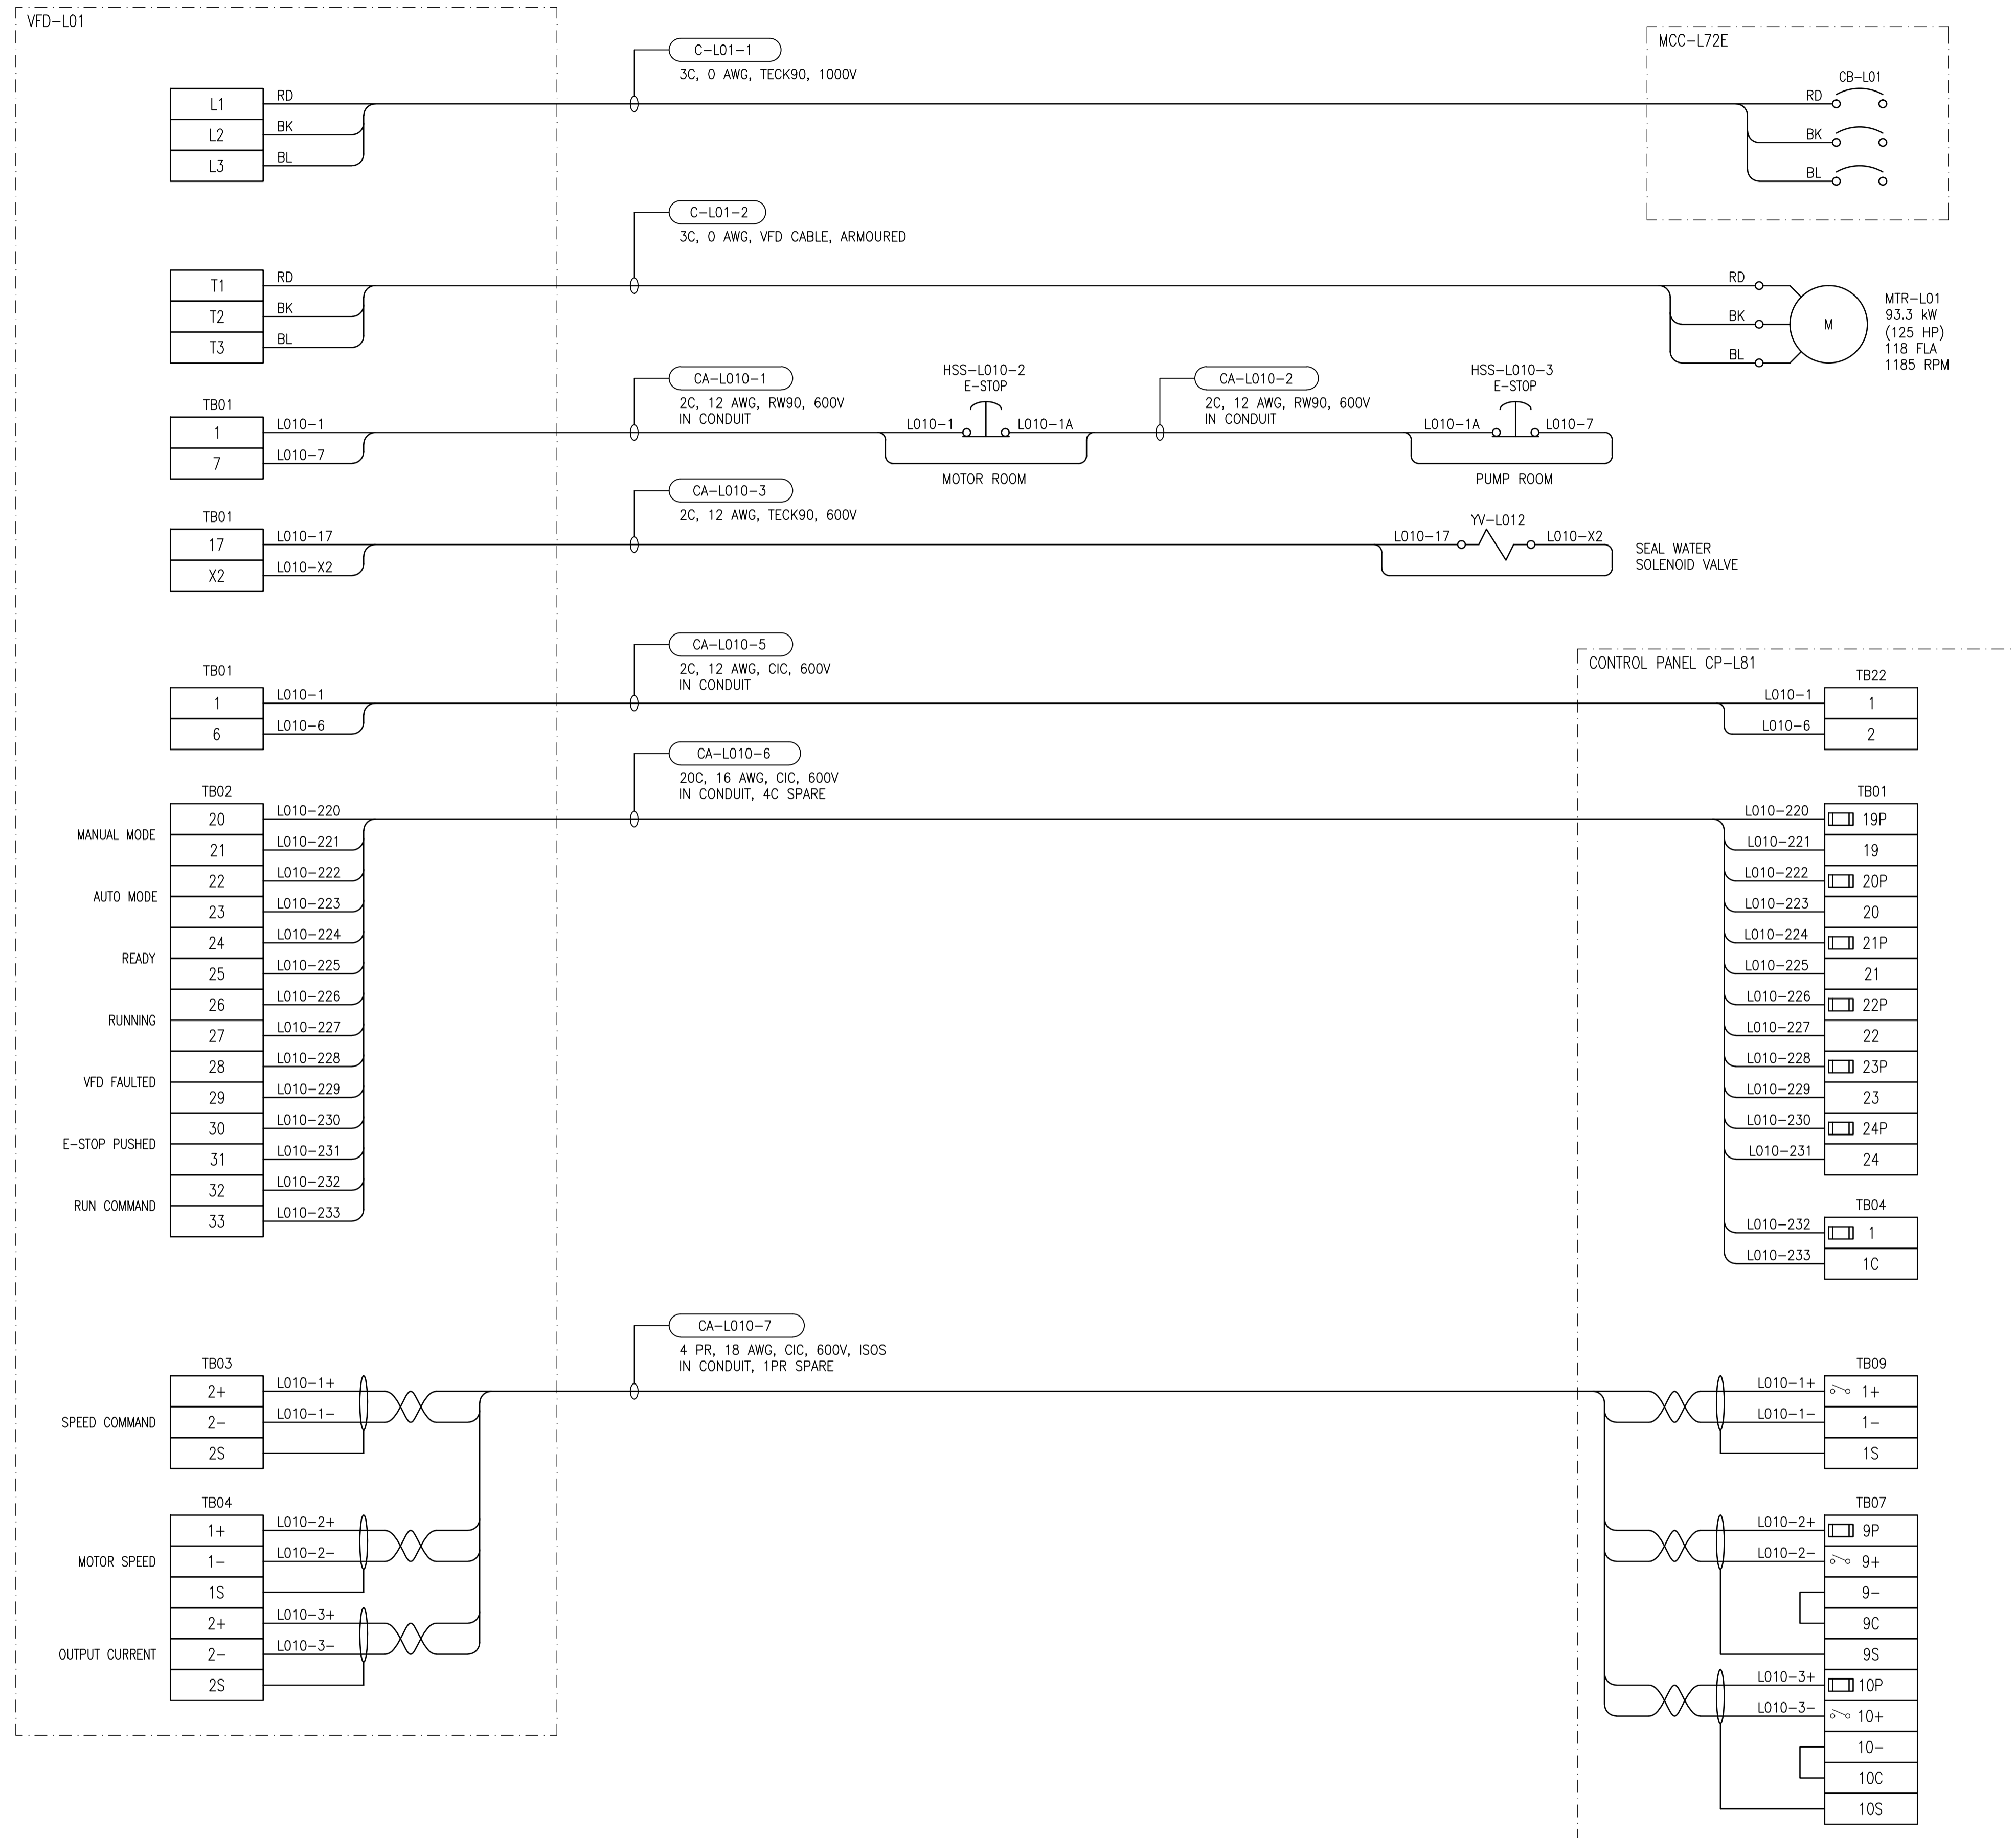 VFD-L01
C-L01-1
3C, 0 AWG, TECK90, 1000V
MCC-L72E
CB-L01
L1 RD
L2 BK
L3 BL
RD
BK
BL
C-L01-2
3C, 0 AWG, VFD CABLE, ARMOURED
T1 RD
T2 BK
T3 BL
RD
BK
BL
M
MTR-L01
93.3 kW
(125 HP)
118 FLA
1185 RPM
TB01
1 L010-1
7 L010-7
CA-L010-1
2C, 12 AWG, RW90, 600V
IN CONDUIT
HSS-L010-2
E-STOP
L010-1 L010-1A
MOTOR ROOM
CA-L010-2
2C, 12 AWG, RW90, 600V
IN CONDUIT
HSS-L010-3
E-STOP
L010-1A L010-7
PUMP ROOM
TB01
17 L010-17
X2 L010-X2
CA-L010-3
2C, 12 AWG, TECK90, 600V
YV-L012
L010-17 L010-X2
SEAL WATER
SOLENOID VALVE
TB01
1 L010-1
6 L010-6
CA-L010-5
2C, 12 AWG, CIC, 600V
IN CONDUIT
CONTROL PANEL CP-L81
TB22
L010-1 1
L010-6 2
CA-L010-6
20C, 16 AWG, CIC, 600V
IN CONDUIT, 4C SPARE
TB02
MANUAL MODE
20 L010-220
21 L010-221
AUTO MODE
22 L010-222
23 L010-223
READY
24 L010-224
25 L010-225
RUNNING
26 L010-226
27 L010-227
VFD FAULTED
28 L010-228
29 L010-229
E-STOP PUSHED
30 L010-230
31 L010-231
RUN COMMAND
32 L010-232
33 L010-233
TB01
L010-220 19P
L010-221 19
L010-222 20P
L010-223 20
L010-224 21P
L010-225 21
L010-226 22P
L010-227 22
L010-228 23P
L010-229 23
L010-230 24P
L010-231 24
TB04
L010-232 1
L010-233 1C
CA-L010-7
4 PR, 18 AWG, CIC, 600V, ISOS
IN CONDUIT, 1PR SPARE
TB03
SPEED COMMAND
2+ L010-1+
2- L010-1-
2S
TB04
MOTOR SPEED
1+ L010-2+
1- L010-2-
1S
OUTPUT CURRENT
2+ L010-3+
2- L010-3-
2S
TB09
L010-1+ 1+
L010-1- 1-
1S
TB07
L010-2+ 9P
L010-2- 9+
9-
9C
9S
L010-3+ 10P
L010-3- 10+
10-
10C
10S